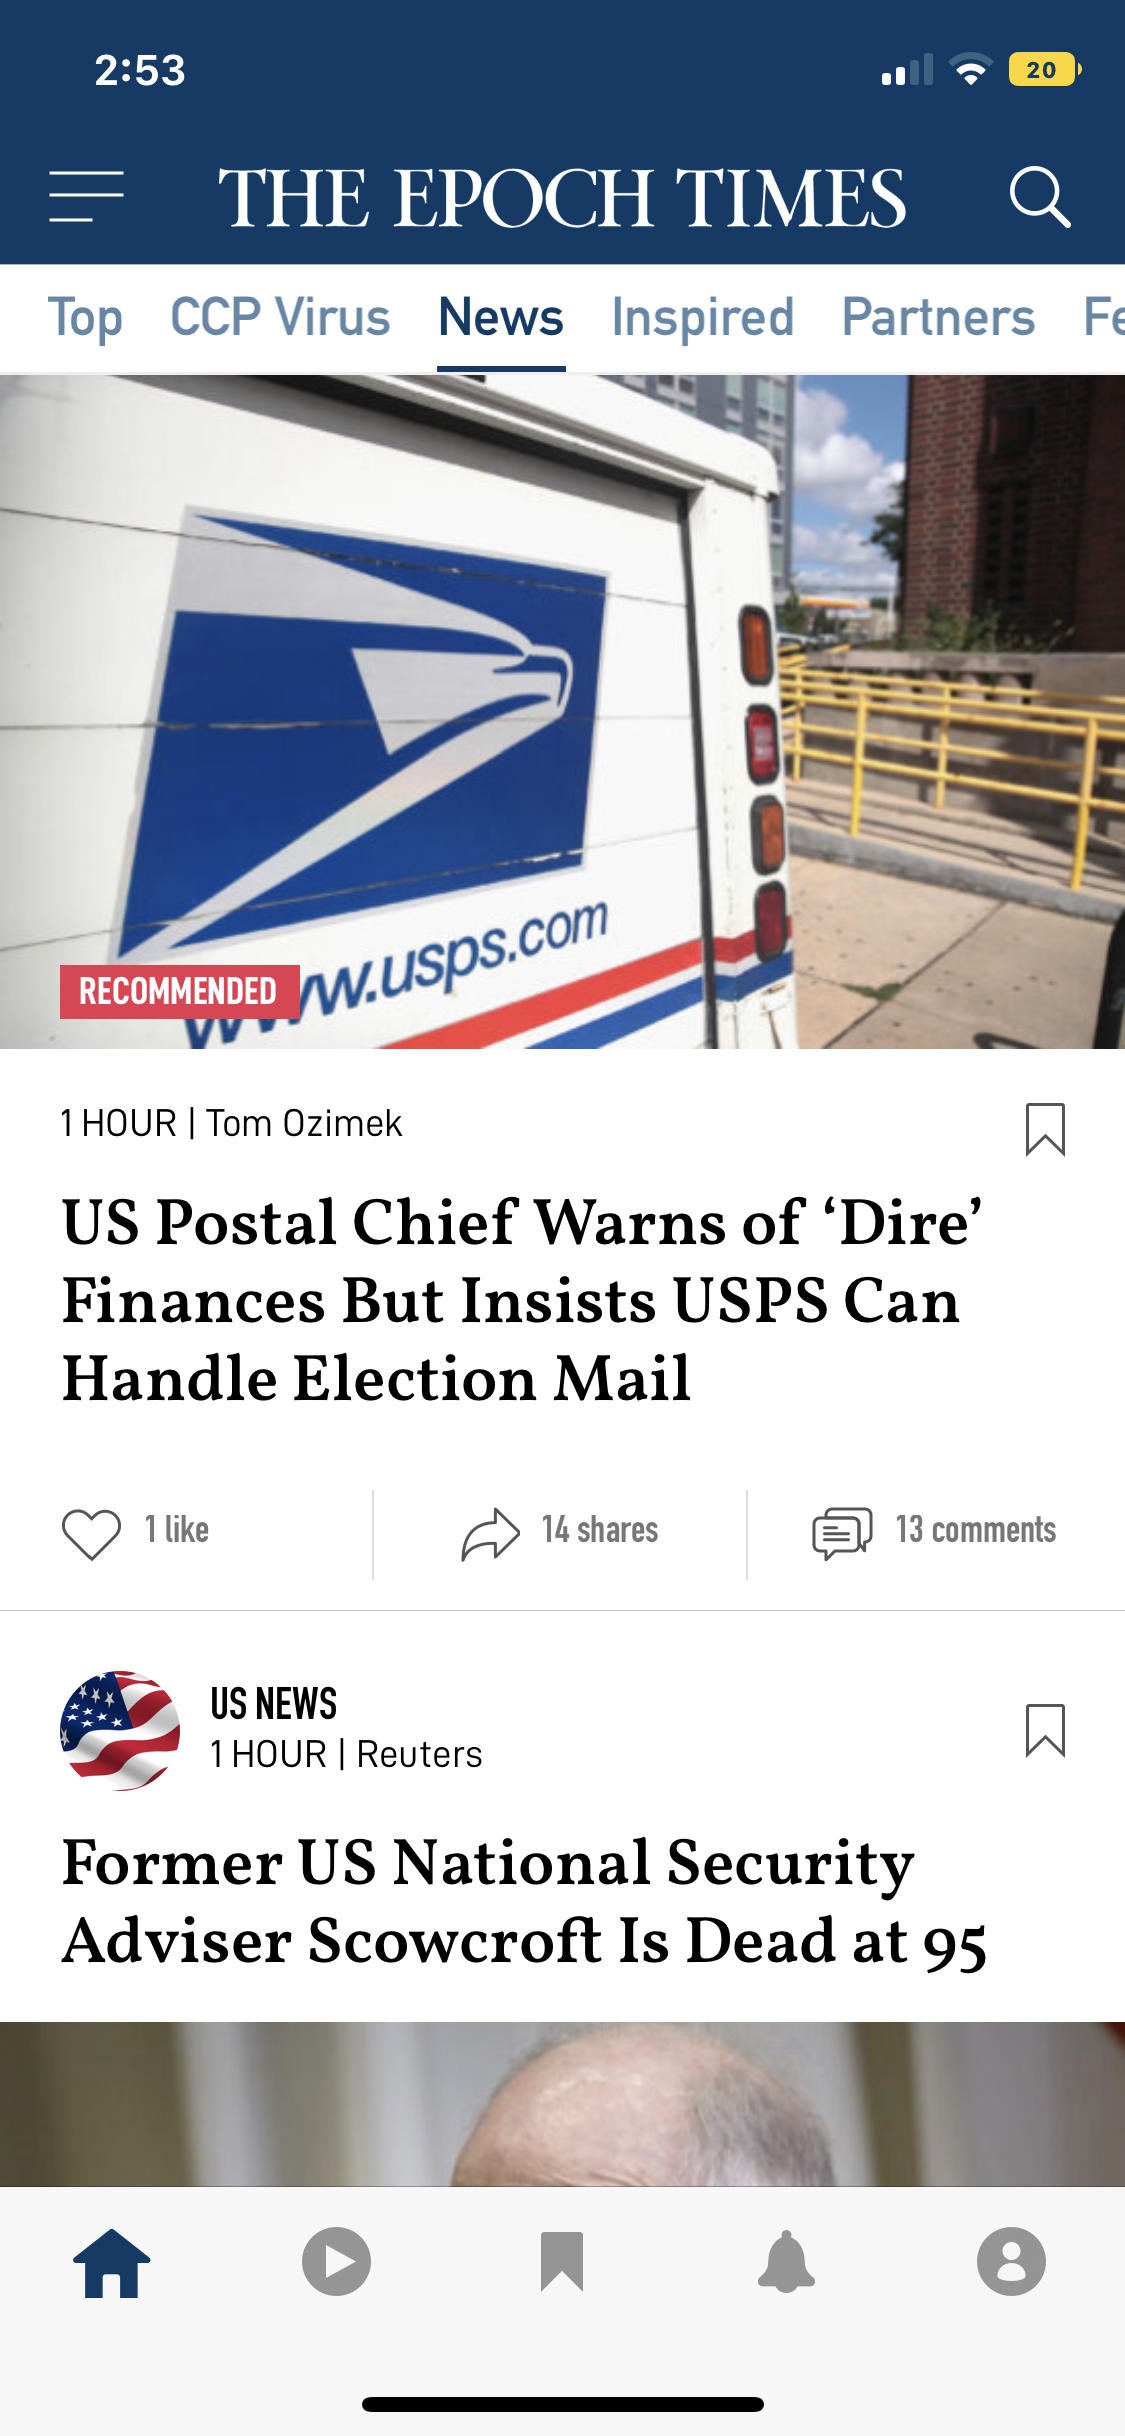 2:53
20
THE EPOCH TIMES
Top CCP Virus News Inspired Partners Fe
www.usps.com
RECOMMENDED
1 HOUR | Tom Ozimek
US Postal Chief Warns of ‘Dire’
Finances But Insists USPS Can
Handle Election Mail
1 like 14 shares 13 comments
US NEWS
1 HOUR | Reuters
Former US National Security
Adviser Scowcroft Is Dead at 95